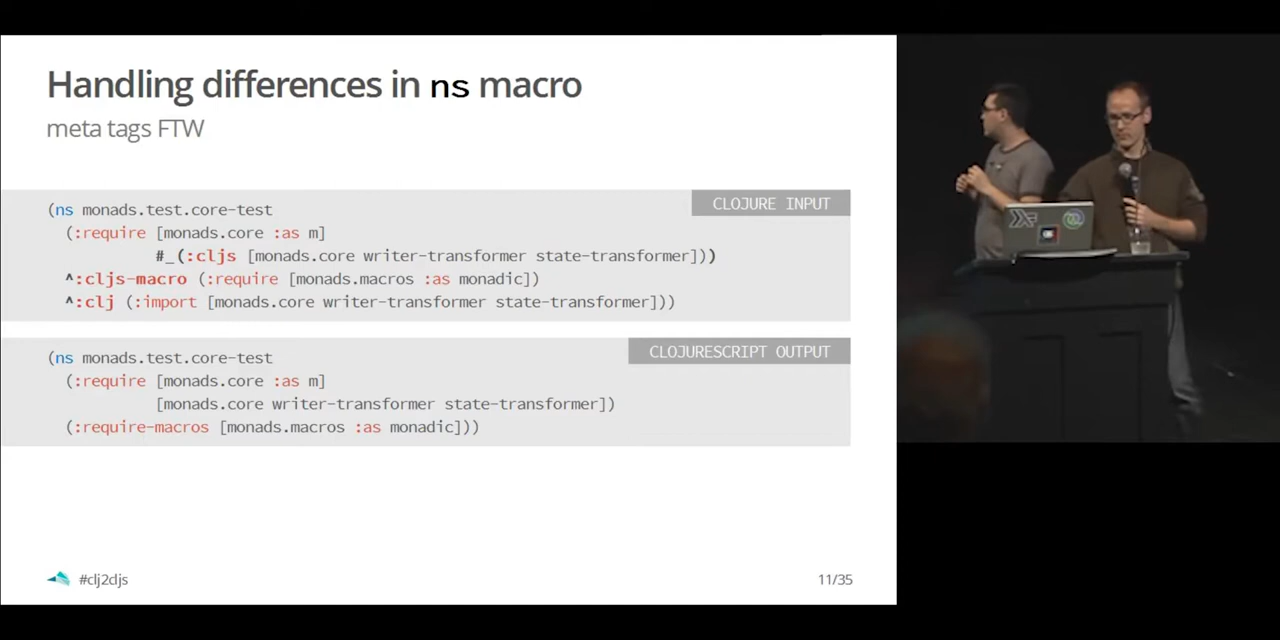 Handling differences in ns macro
meta tags FTW
CLOJURE INPUT
(ns monads.test.core-test
(:require [monads.core :as m]
#_(:cljs [monads.core writer-transformer state-transformer]))
^:cljs-macro (:require [monads.macros :as monadic])
^:clj (:import [monads.core writer-transformer state-transformer]))
CLOJURESCRIPT OUTPUT
(ns monads.test.core-test
(:require [monads.core :as m]
[monads.core writer-transformer state-transformer])
(:require-macros [monads.macros :as monadic]))
#clj2djs
11/35